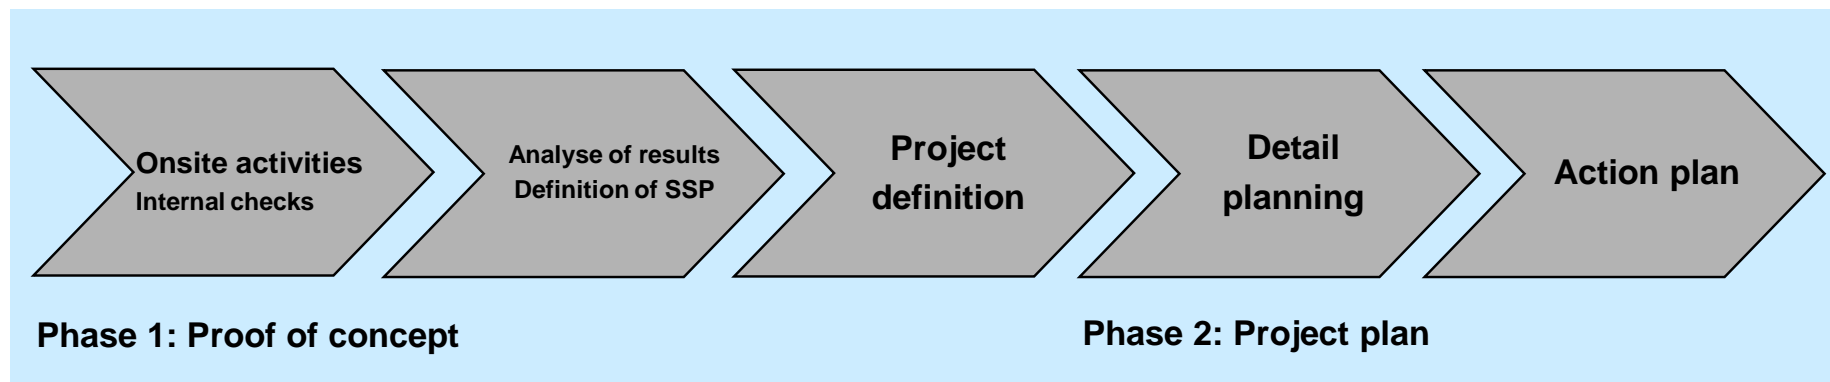 Onsite activities
Internal checks
Analyse of results
Definition of SSP
Project
definition
Detail
planning
Action plan
Phase 1: Proof of concept
Phase 2: Project plan